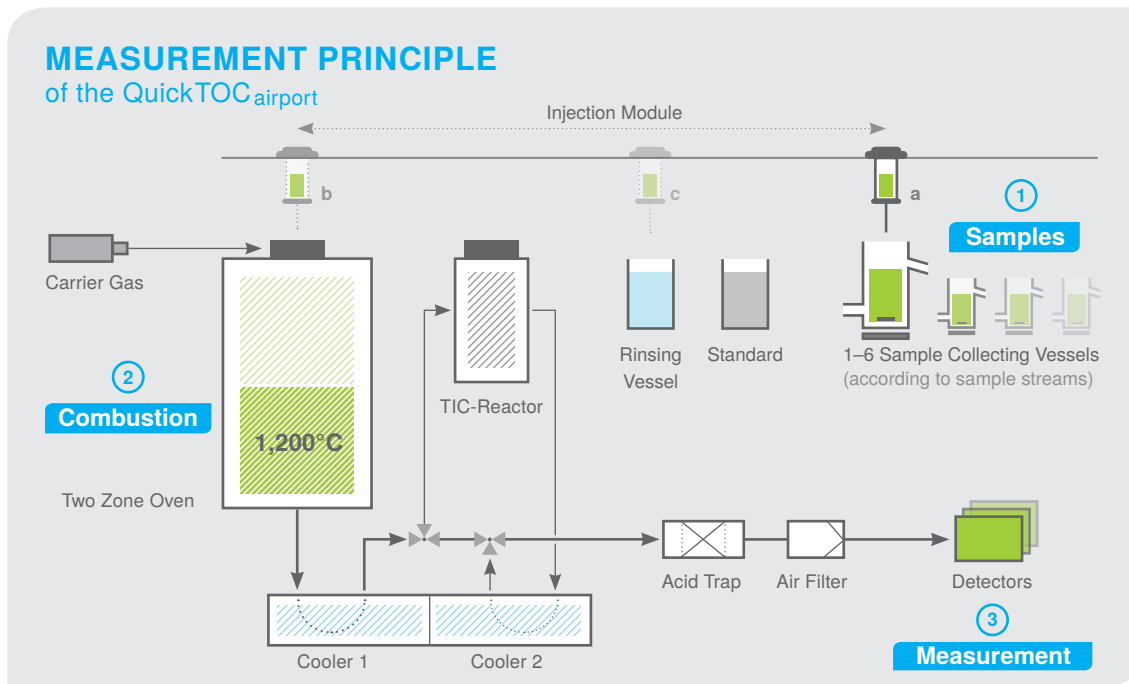 MEASUREMENT PRINCIPLE
of the QuickTOC airport
Injection Module
b
c
a
1
Samples
Carrier Gas
Rinsing
Vessel
Standard
1–6 Sample Collecting Vessels
(according to sample streams)
2
Combustion
TIC-Reactor
1,200°C
Two Zone Oven
Acid Trap
Air Filter
Detectors
3
Measurement
Cooler 1
Cooler 2